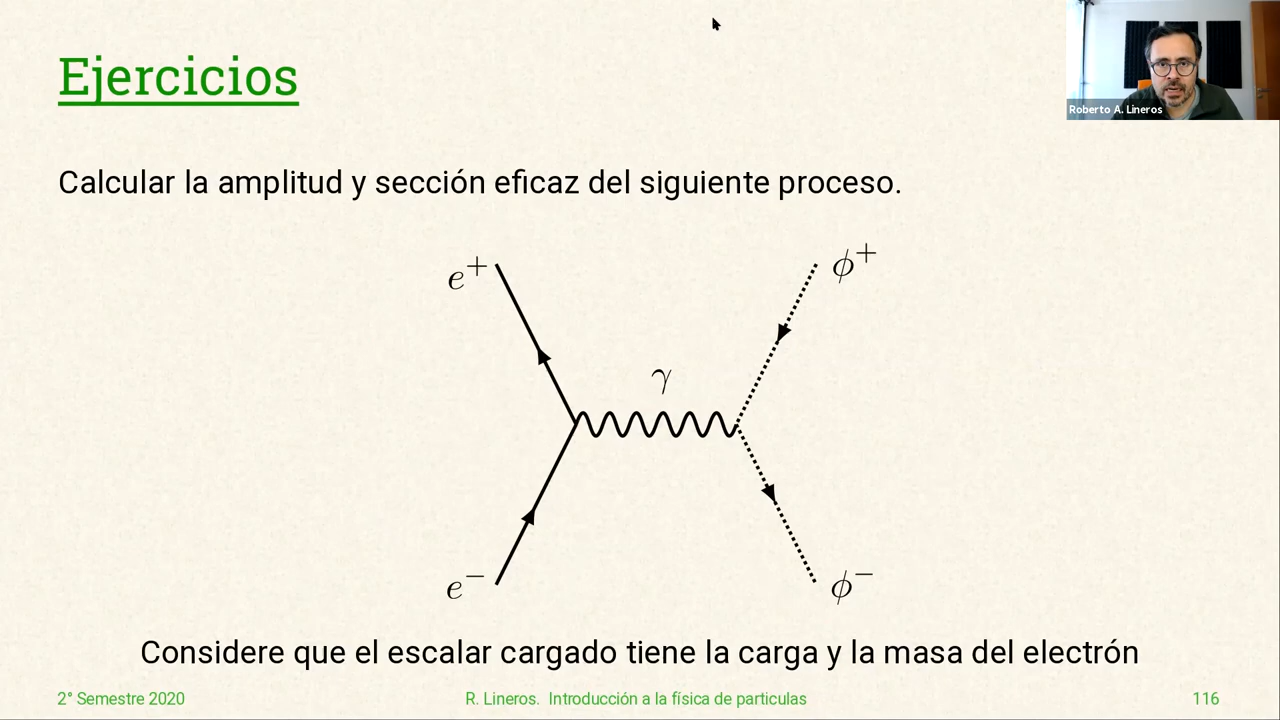 Ejercicios
Roberto A. Lineros
Calcular la amplitud y sección eficaz del siguiente proceso.
e⁺
ϕ⁺
γ
e⁻
ϕ⁻
Considere que el escalar cargado tiene la carga y la masa del electrón
2° Semestre 2020
R. Lineros. Introducción a la física de particulas
116